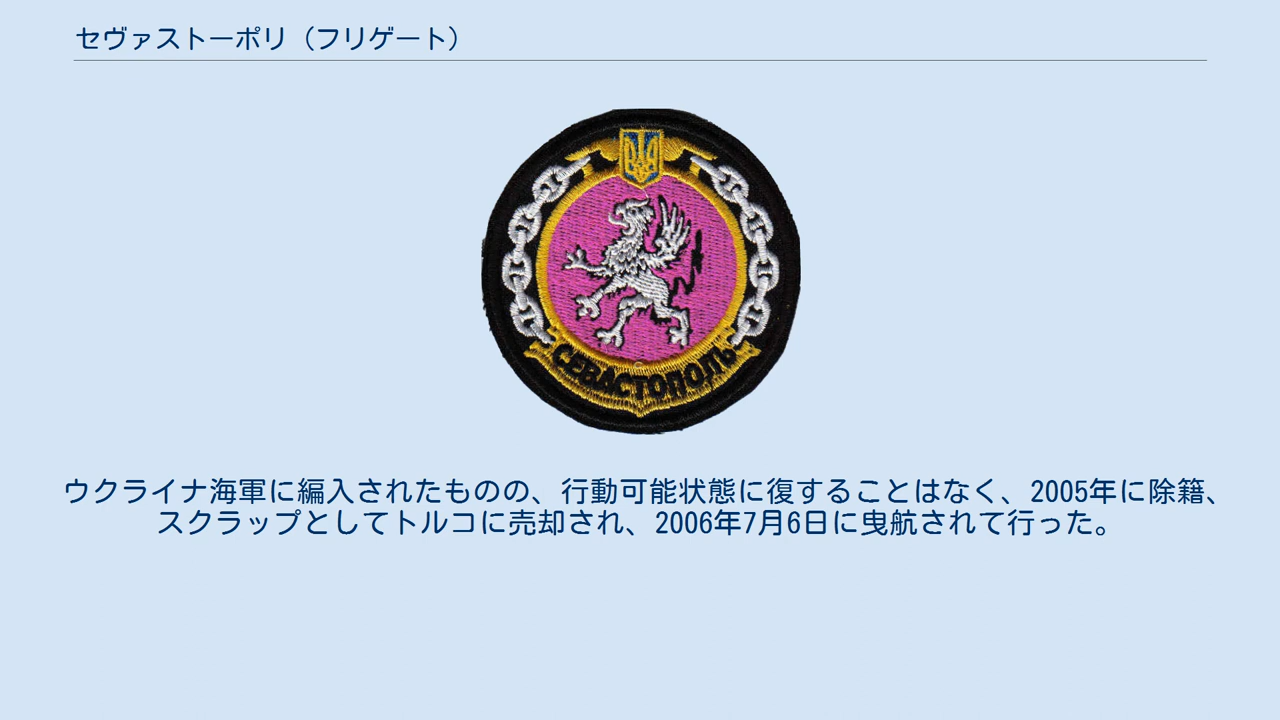 セヴァストーポリ（フリゲート）
СЕВАСТОПОЛЬ
ウクライナ海軍に編入されたものの、行動可能状態に復することはなく、2005年に除籍、
スクラップとしてトルコに売却され、2006年7月6日に曳航されて行った。